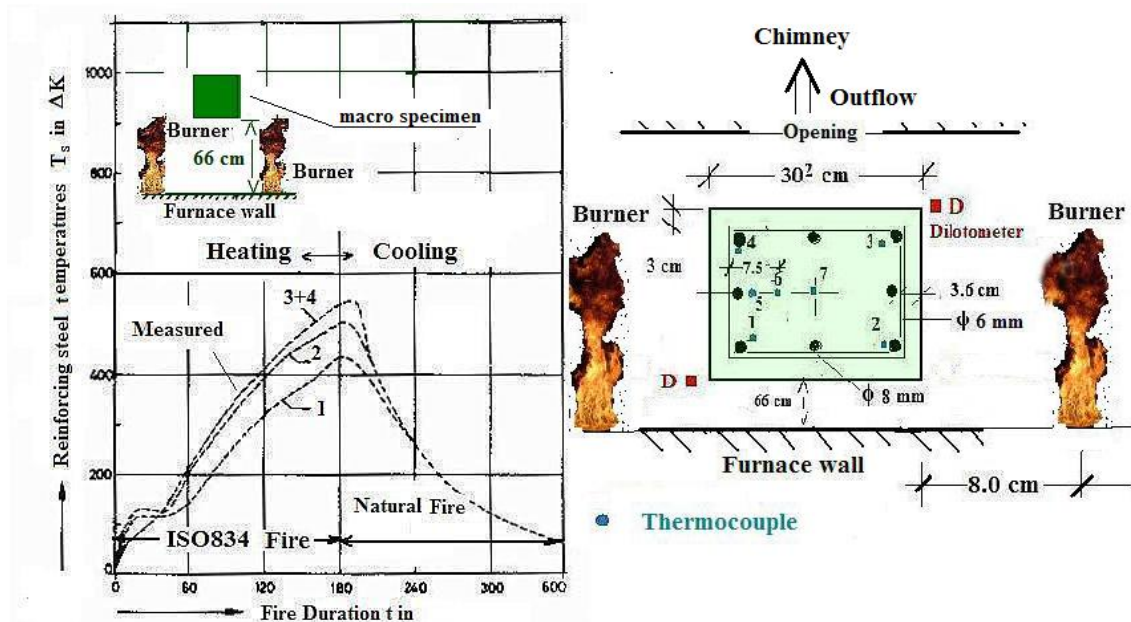 Reinforcing steel temperatures T_s in ΔK
1000
800
600
400
200
0
macro specimen
Burner
66 cm
Burner
Furnace wall
Heating
Cooling
3+4
Measured
2
1
Natural Fire
ISO834 Fire
0 60 120 180 240 300 600
Fire Duration t in
Chimney
Outflow
Opening
30² cm
Burner
D
Burner
Dilotometer
4
3
3 cm
7.5
6
7
3.6 cm
5
ϕ 6 mm
1
2
D
66 cm
ϕ 8 mm
Furnace wall
8.0 cm
Thermocouple